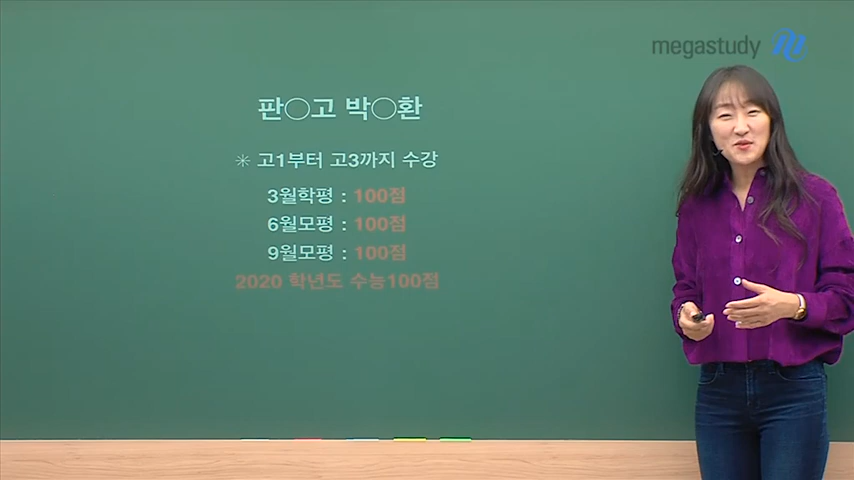 megastudy
판○고 박○환
✳ 고1부터 고3까지 수강
3월학평 : 100점
6월모평 : 100점
9월모평 : 100점
2020 학년도 수능100점